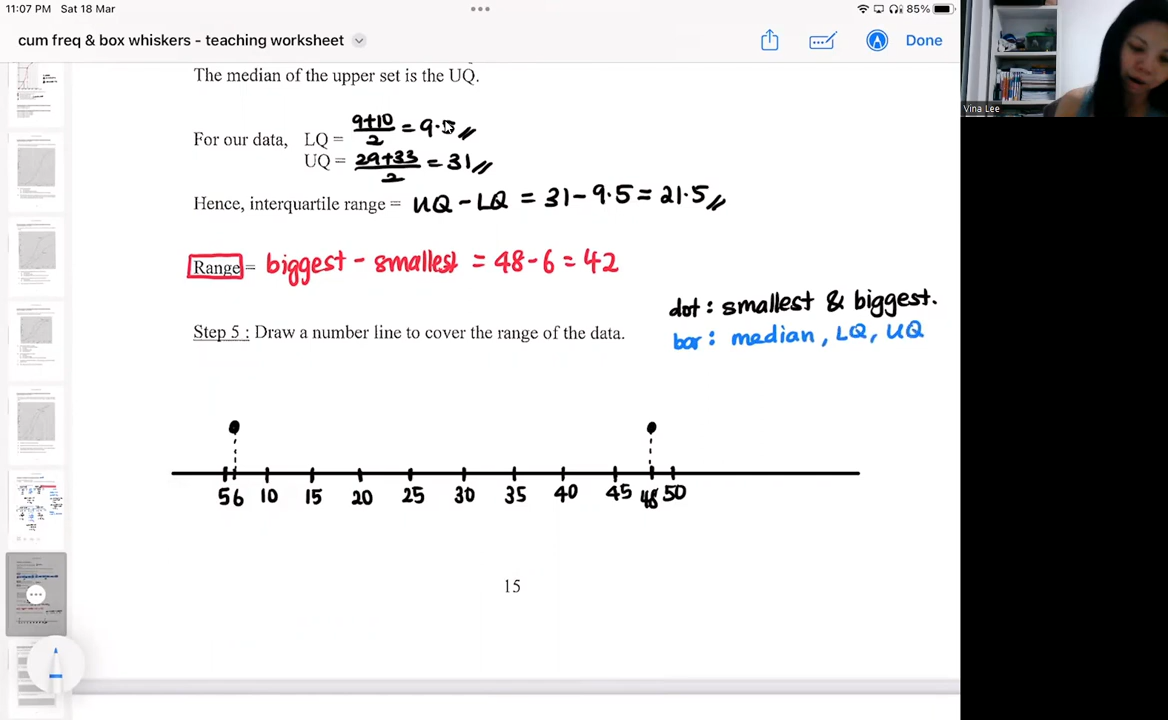 11:07 PM Sat 18 Mar
85%
cum freq & box whiskers - teaching worksheet
Done
Vina Lee
The median of the upper set is the UQ.
For our data, LQ = (9+10)/2 = 9.5
UQ = (29+33)/2 = 31
Hence, interquartile range = UQ - LQ = 31 - 9.5 = 21.5
Range = biggest - smallest = 48 - 6 = 42
dot : smallest & biggest.
Step 5 : Draw a number line to cover the range of the data.
bar : median, LQ, UQ
5 6 10 15 20 25 30 35 40 45 48 50
15